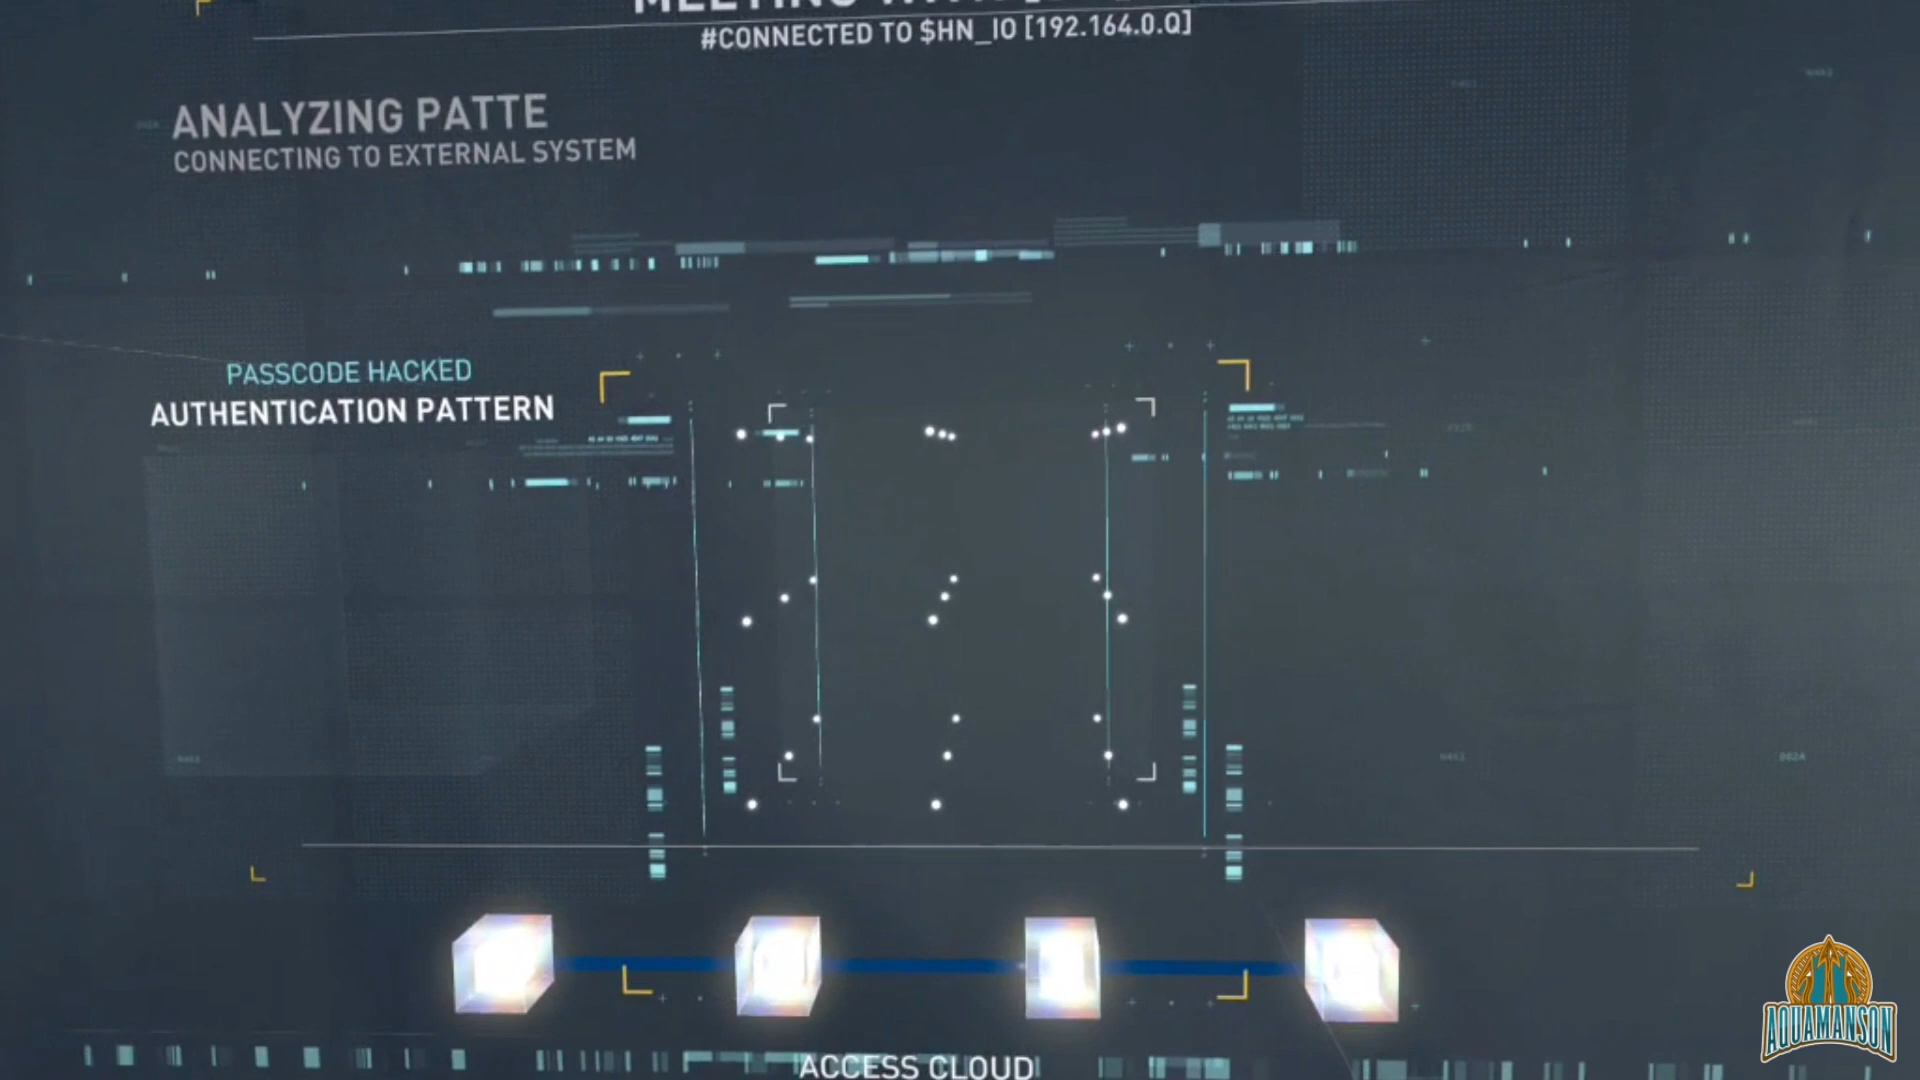 #CONNECTED TO $HN_IO [192.164.0.Q]
ANALYZING PATTE
CONNECTING TO EXTERNAL SYSTEM
PASSCODE HACKED
AUTHENTICATION PATTERN
ACCESS CLOUD
AQUAMANSON